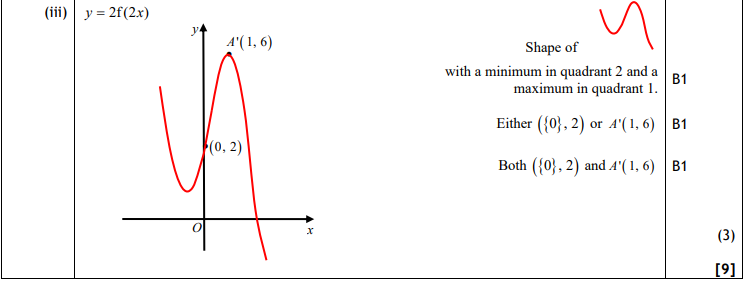 (iii) y = 2f(2x)
y
A'(1, 6)
(0, 2)
O
x
Shape of
with a minimum in quadrant 2 and a
maximum in quadrant 1. B1
Either ({0}, 2) or A'(1, 6) B1
Both ({0}, 2) and A'(1, 6) B1
(3)
[9]